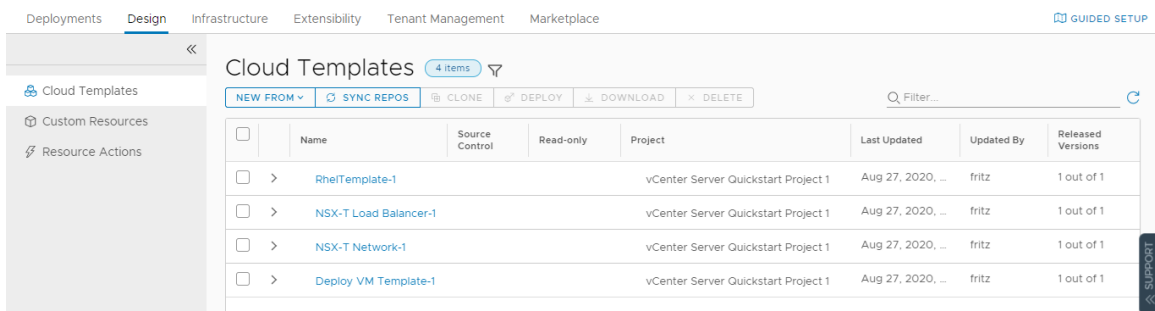 Deployments Design Infrastructure Extensibility Tenant Management Marketplace GUIDED SETUP
Cloud Templates
Custom Resources
Resource Actions
Cloud Templates 4 items
NEW FROM SYNC REPOS CLONE DEPLOY DOWNLOAD DELETE Filter...
Name Source Control Read-only Project Last Updated Updated By Released Versions
RhelTemplate-1 vCenter Server Quickstart Project 1 Aug 27, 2020, ... fritz 1 out of 1
NSX-T Load Balancer-1 vCenter Server Quickstart Project 1 Aug 27, 2020, ... fritz 1 out of 1
NSX-T Network-1 vCenter Server Quickstart Project 1 Aug 27, 2020, ... fritz 1 out of 1
Deploy VM Template-1 vCenter Server Quickstart Project 1 Aug 27, 2020, ... fritz 1 out of 1
SUPPORT